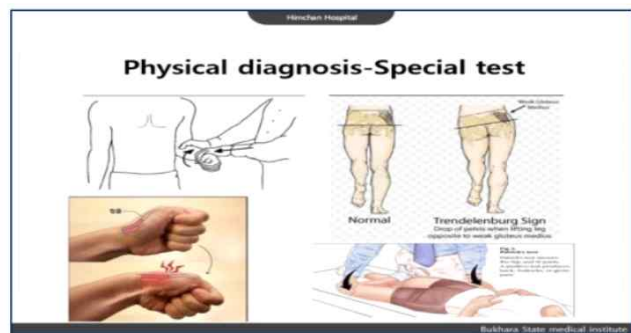 Himchan Hospital
Physical diagnosis-Special test
Weak Gluteus
Medius
Normal
Trendelenburg Sign
Drop of pelvis when lifting leg
opposite to weak gluteus medius
Bukhara State medical institute